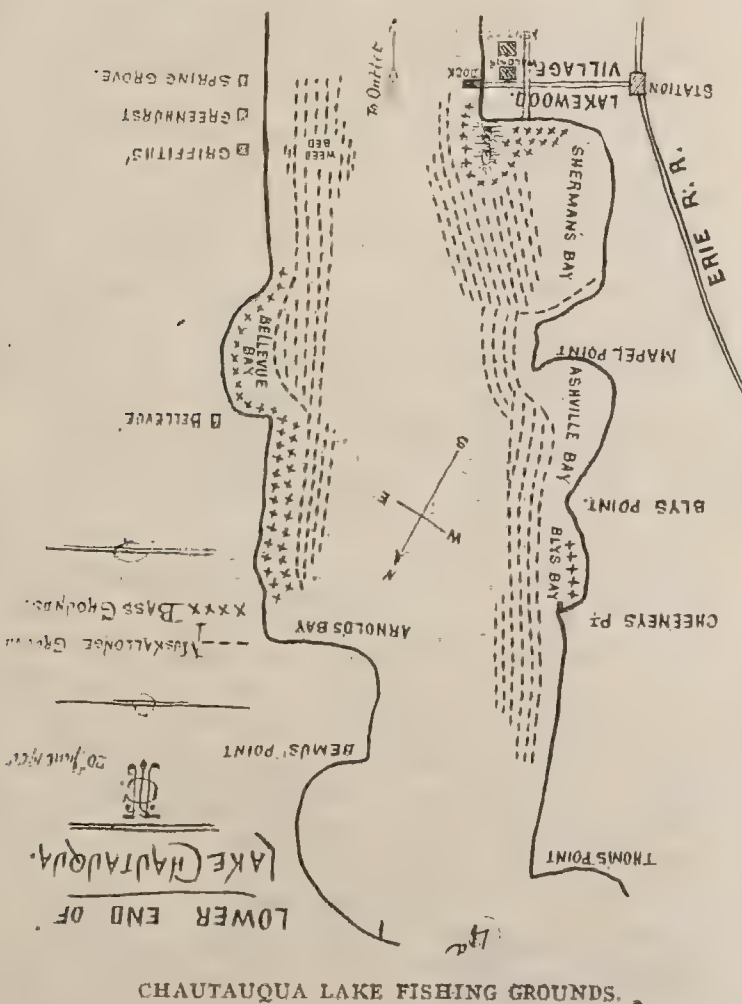 LOWER END OF
LAKE CHAUTAUQUA.
THOMS POINT
BEMUS' POINT
--- MUSKALLONGE GROUNDS
×××× BASS GROUNDS.
ARNOLDS BAY
CHEENEYS PT
BLYS BAY
BLYS POINT.
N
W
E
S
BELLEVUE
ASHVILLE BAY
MAPEL POINT
BELLEVUE
BAY
SHERMAN'S BAY
ERIE R. R.
GRIFFITHS'
WEED
BED
GREENHURST
SPRING GROVE.
LAKEWOOD.
VILLAGE
STATION
DOCK
To Outlet
CHAUTAUQUA LAKE FISHING GROUNDS.